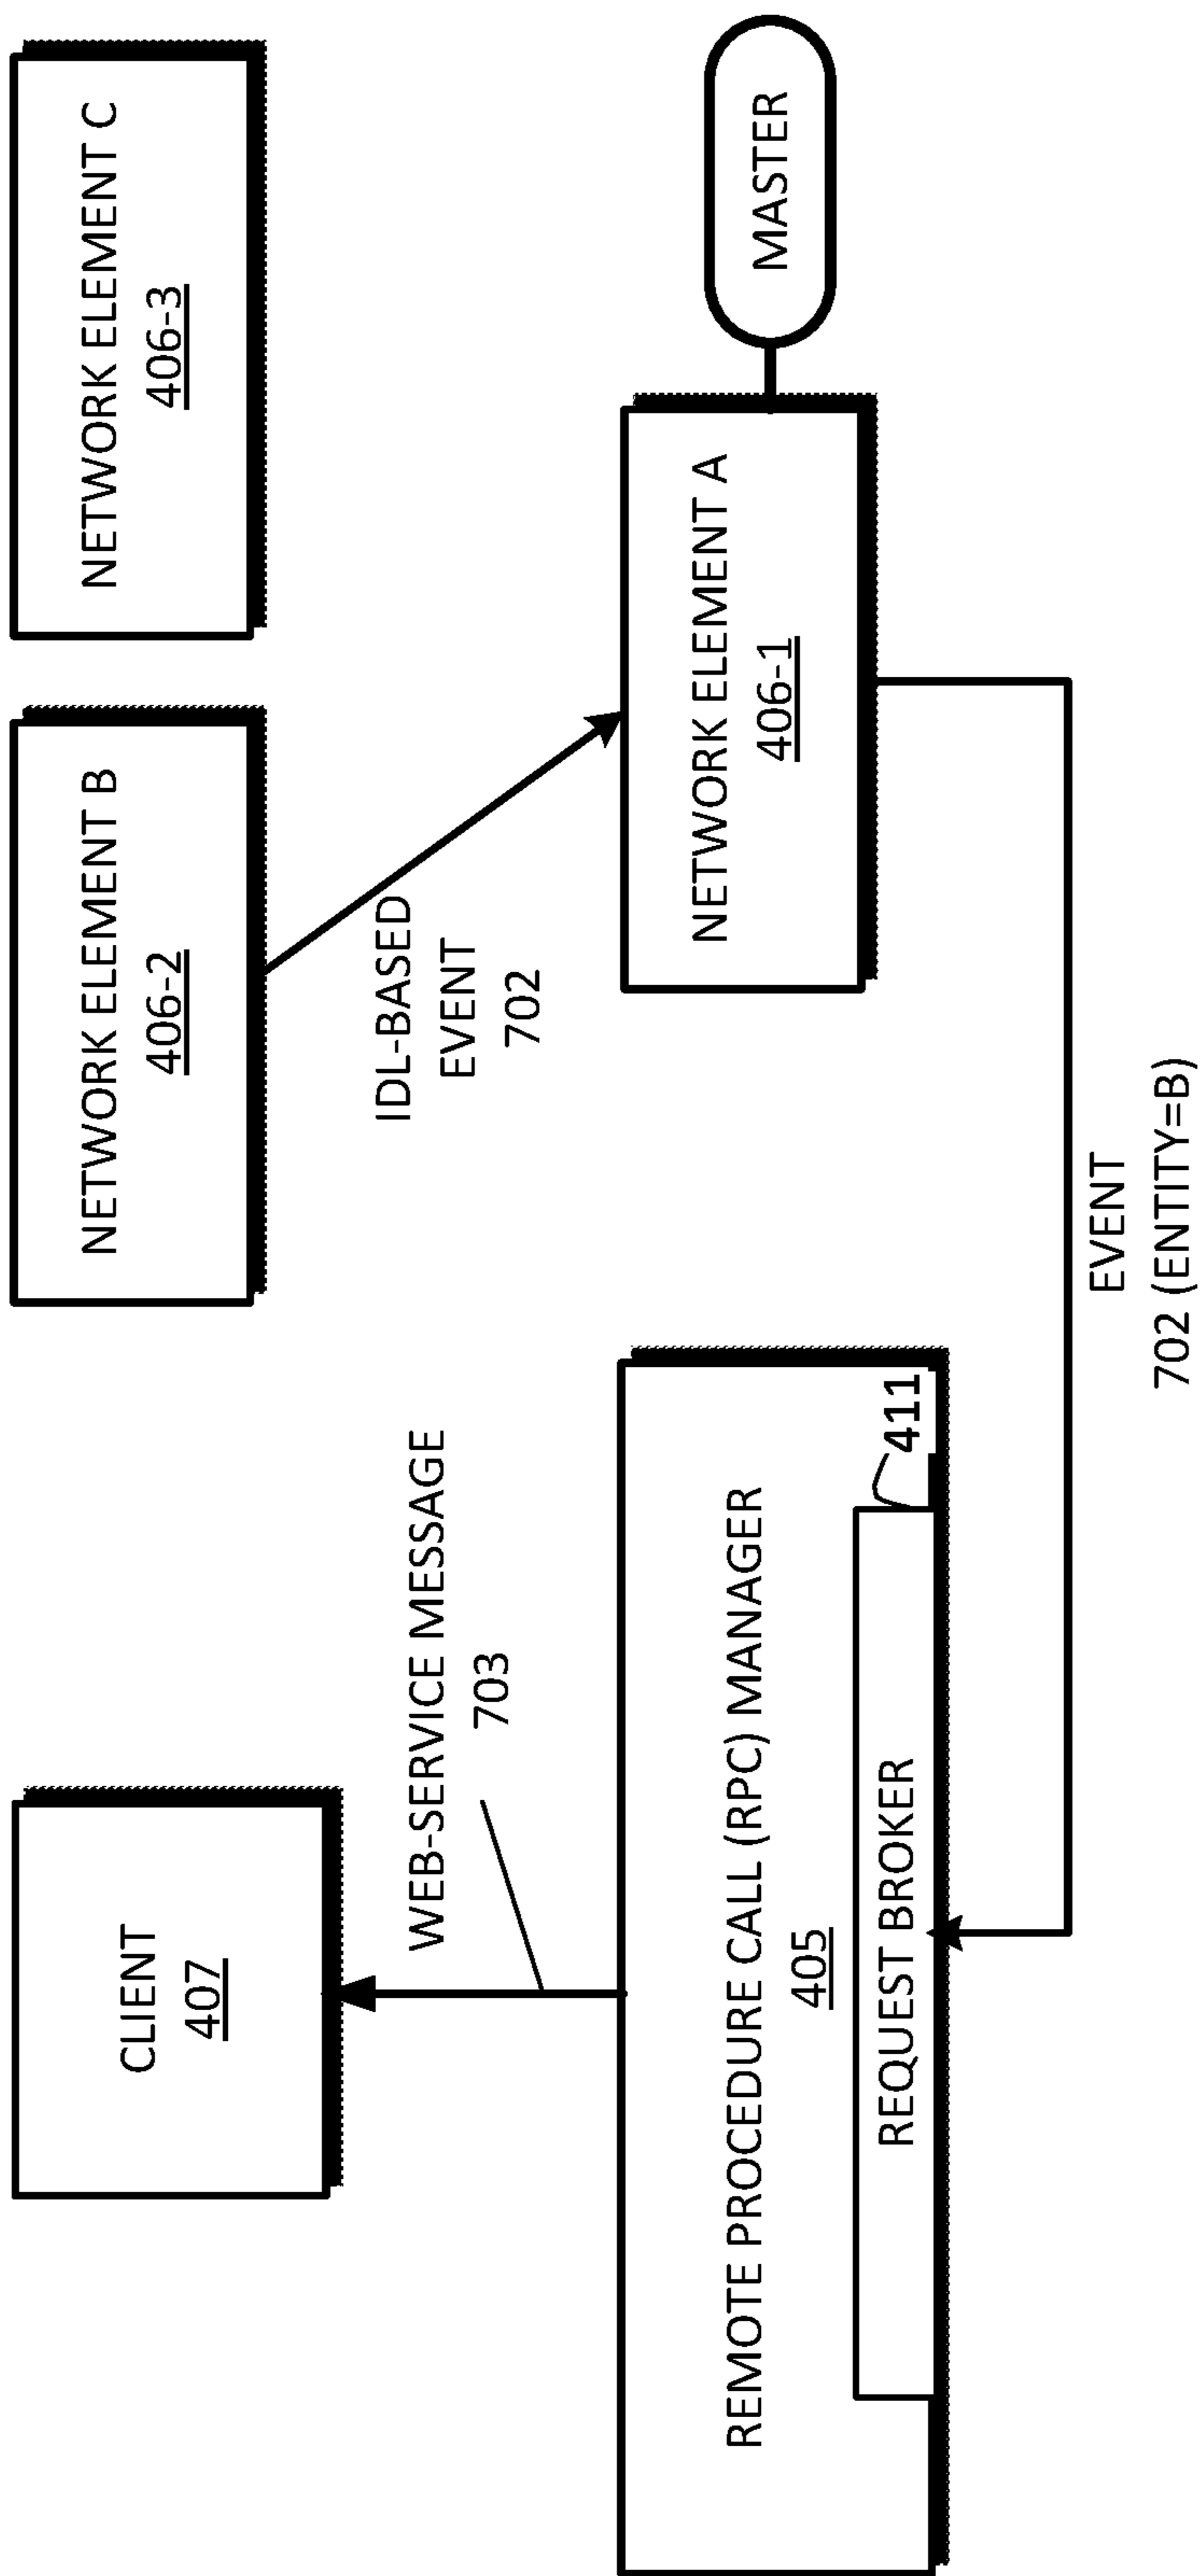 CLIENT
407
NETWORK ELEMENT B
406-2
NETWORK ELEMENT C
406-3
WEB-SERVICE MESSAGE
703
IDL-BASED
EVENT
702
REMOTE PROCEDURE CALL (RPC) MANAGER
405
REQUEST BROKER
411
NETWORK ELEMENT A
406-1
MASTER
EVENT
702 (ENTITY=B)